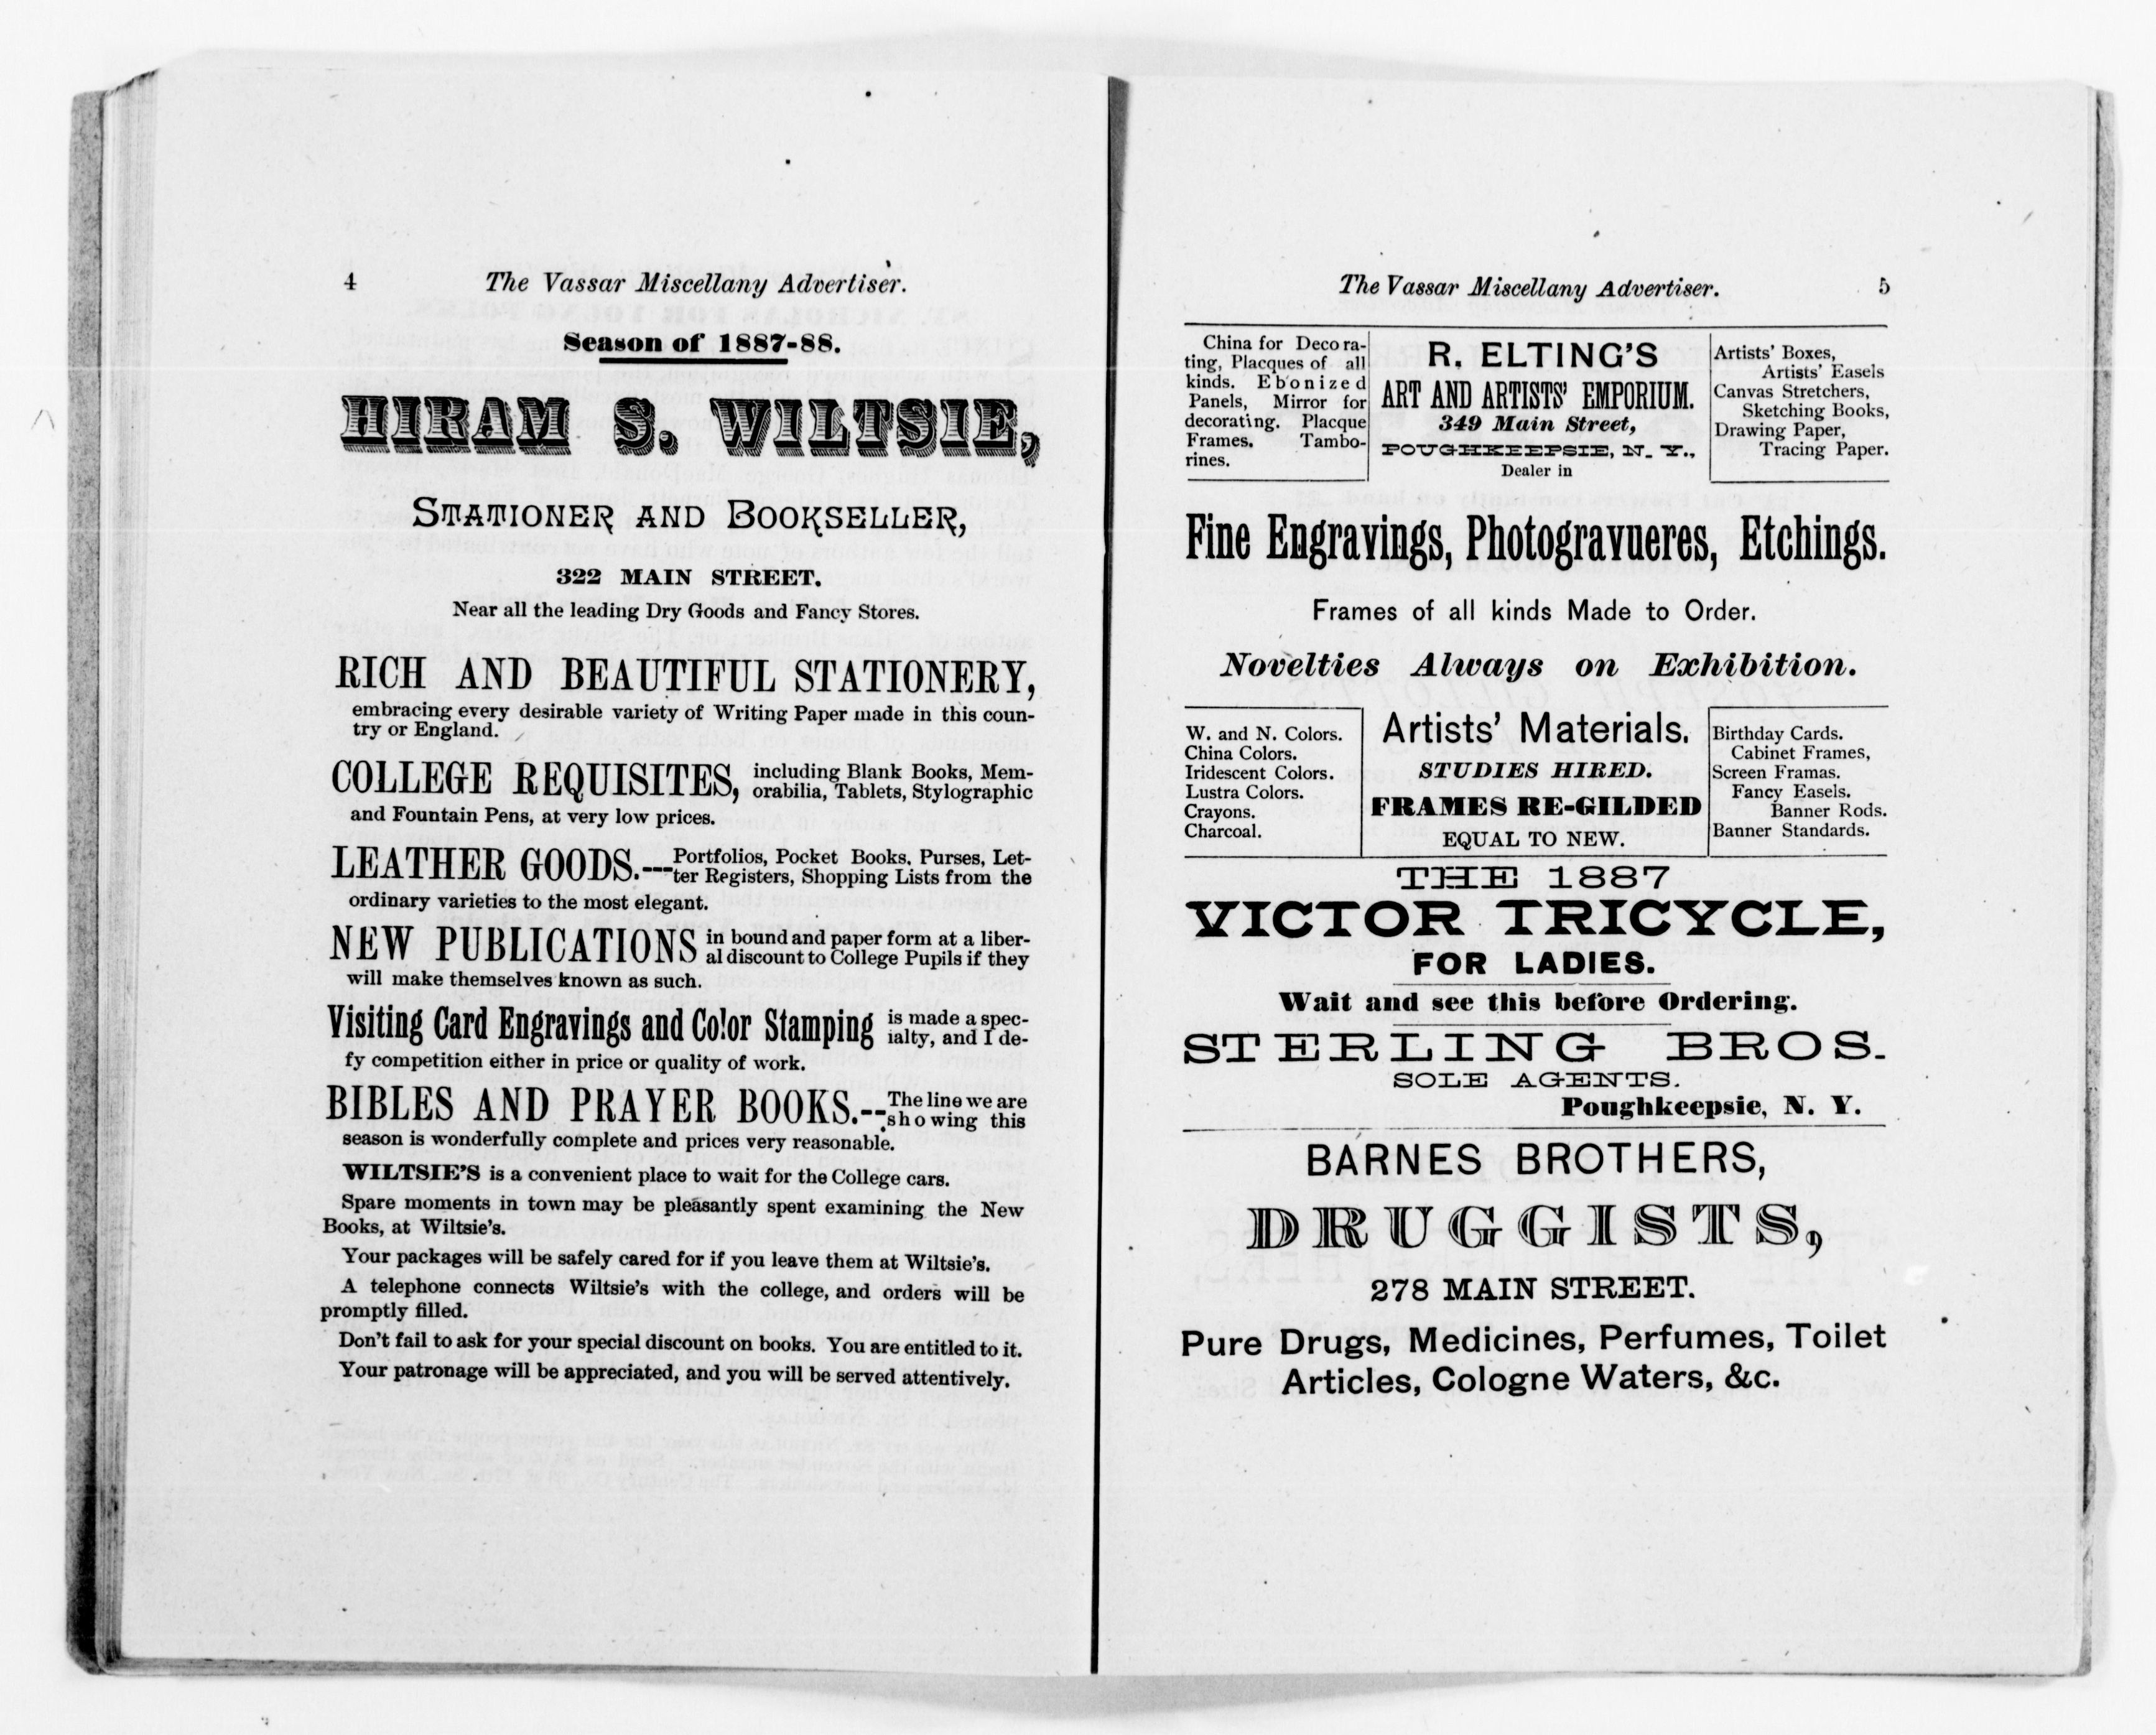 4 The Vassar Miscellany Advertiser.
Season of 1887-88.
HIRAM S. WILTSIE,
STATIONER AND BOOKSELLER,
322 MAIN STREET.
Near all the leading Dry Goods and Fancy Stores.
RICH AND BEAUTIFUL STATIONERY,
embracing every desirable variety of Writing Paper made in this coun-
try or England.
COLLEGE REQUISITES, including Blank Books, Mem-
orabilia, Tablets, Stylographic
and Fountain Pens, at very low prices.
LEATHER GOODS.--Portfolios, Pocket Books, Purses, Let-
ter Registers, Shopping Lists from the
ordinary varieties to the most elegant.
NEW PUBLICATIONS in bound and paper form at a liber-
al discount to College Pupils if they
will make themselves known as such.
Visiting Card Engravings and Color Stamping is made a spec-
ialty, and I de-
fy competition either in price or quality of work.
BIBLES AND PRAYER BOOKS.--The line we are
showing this
season is wonderfully complete and prices very reasonable.
WILTSIE'S is a convenient place to wait for the College cars.
Spare moments in town may be pleasantly spent examining the New
Books, at Wiltsie's.
Your packages will be safely cared for if you leave them at Wiltsie's.
A telephone connects Wiltsie's with the college, and orders will be
promptly filled.
Don't fail to ask for your special discount on books. You are entitled to it.
Your patronage will be appreciated, and you will be served attentively.
The Vassar Miscellany Advertiser. 5
China for Decora-
ting, Placques of all
kinds. Ebonized
Panels, Mirror for
decorating. Placque
Frames. Tambo-
rines.
R. ELTING'S
ART AND ARTISTS' EMPORIUM.
349 Main Street,
POUGHKEEPSIE, N. Y.,
Dealer in
Artists' Boxes,
Artists' Easels
Canvas Stretchers,
Sketching Books,
Drawing Paper,
Tracing Paper.
Fine Engravings, Photogravueres, Etchings.
Frames of all kinds Made to Order.
Novelties Always on Exhibition.
W. and N. Colors.
China Colors.
Iridescent Colors.
Lustra Colors.
Crayons.
Charcoal.
Artists' Materials.
STUDIES HIRED.
FRAMES RE-GILDED
EQUAL TO NEW.
Birthday Cards.
Cabinet Frames,
Screen Framas.
Fancy Easels.
Banner Rods.
Banner Standards.
THE 1887
VICTOR TRICYCLE,
FOR LADIES.
Wait and see this before Ordering.
STERLING BROS.
SOLE AGENTS.
Poughkeepsie, N. Y.
BARNES BROTHERS,
DRUGGISTS,
278 MAIN STREET.
Pure Drugs, Medicines, Perfumes, Toilet
Articles, Cologne Waters, &c.